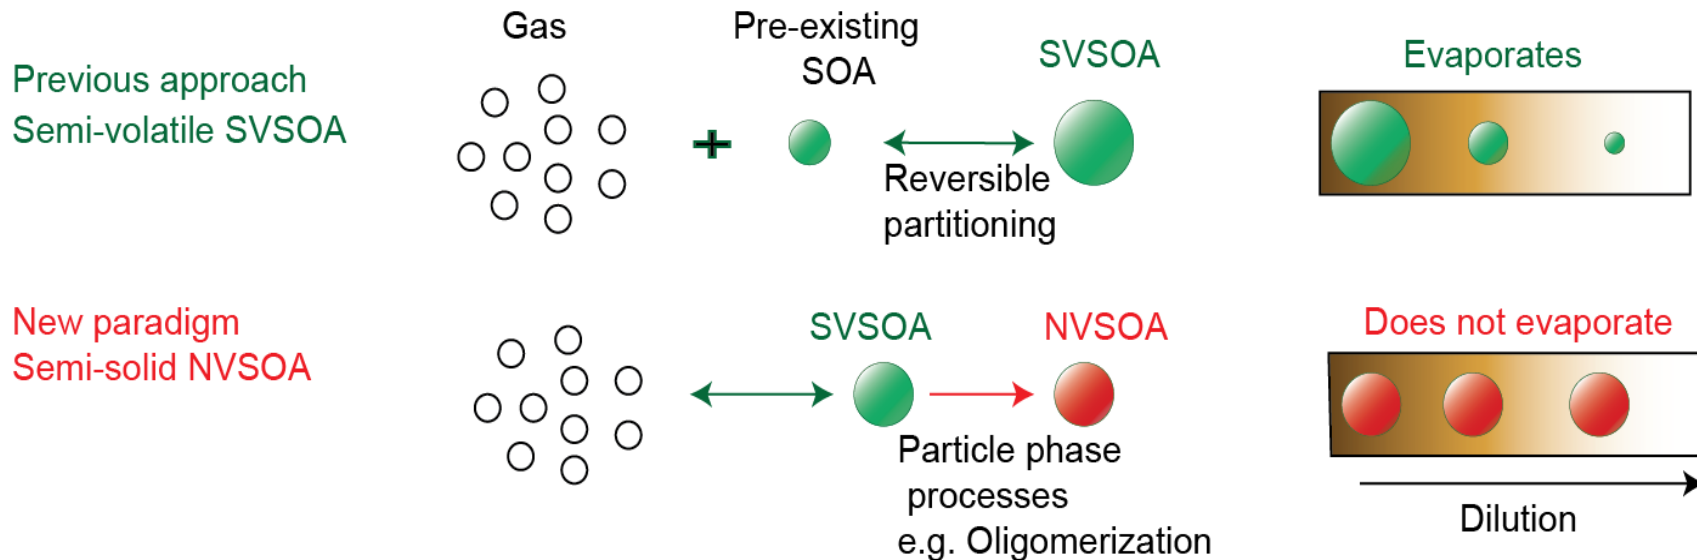 Previous approach
Semi-volatile SVSOA
Gas
+
Pre-existing
SOA
SVSOA
Reversible
partitioning
Evaporates
New paradigm
Semi-solid NVSOA
SVSOA
NVSOA
Particle phase
processes
e.g. Oligomerization
Does not evaporate
Dilution